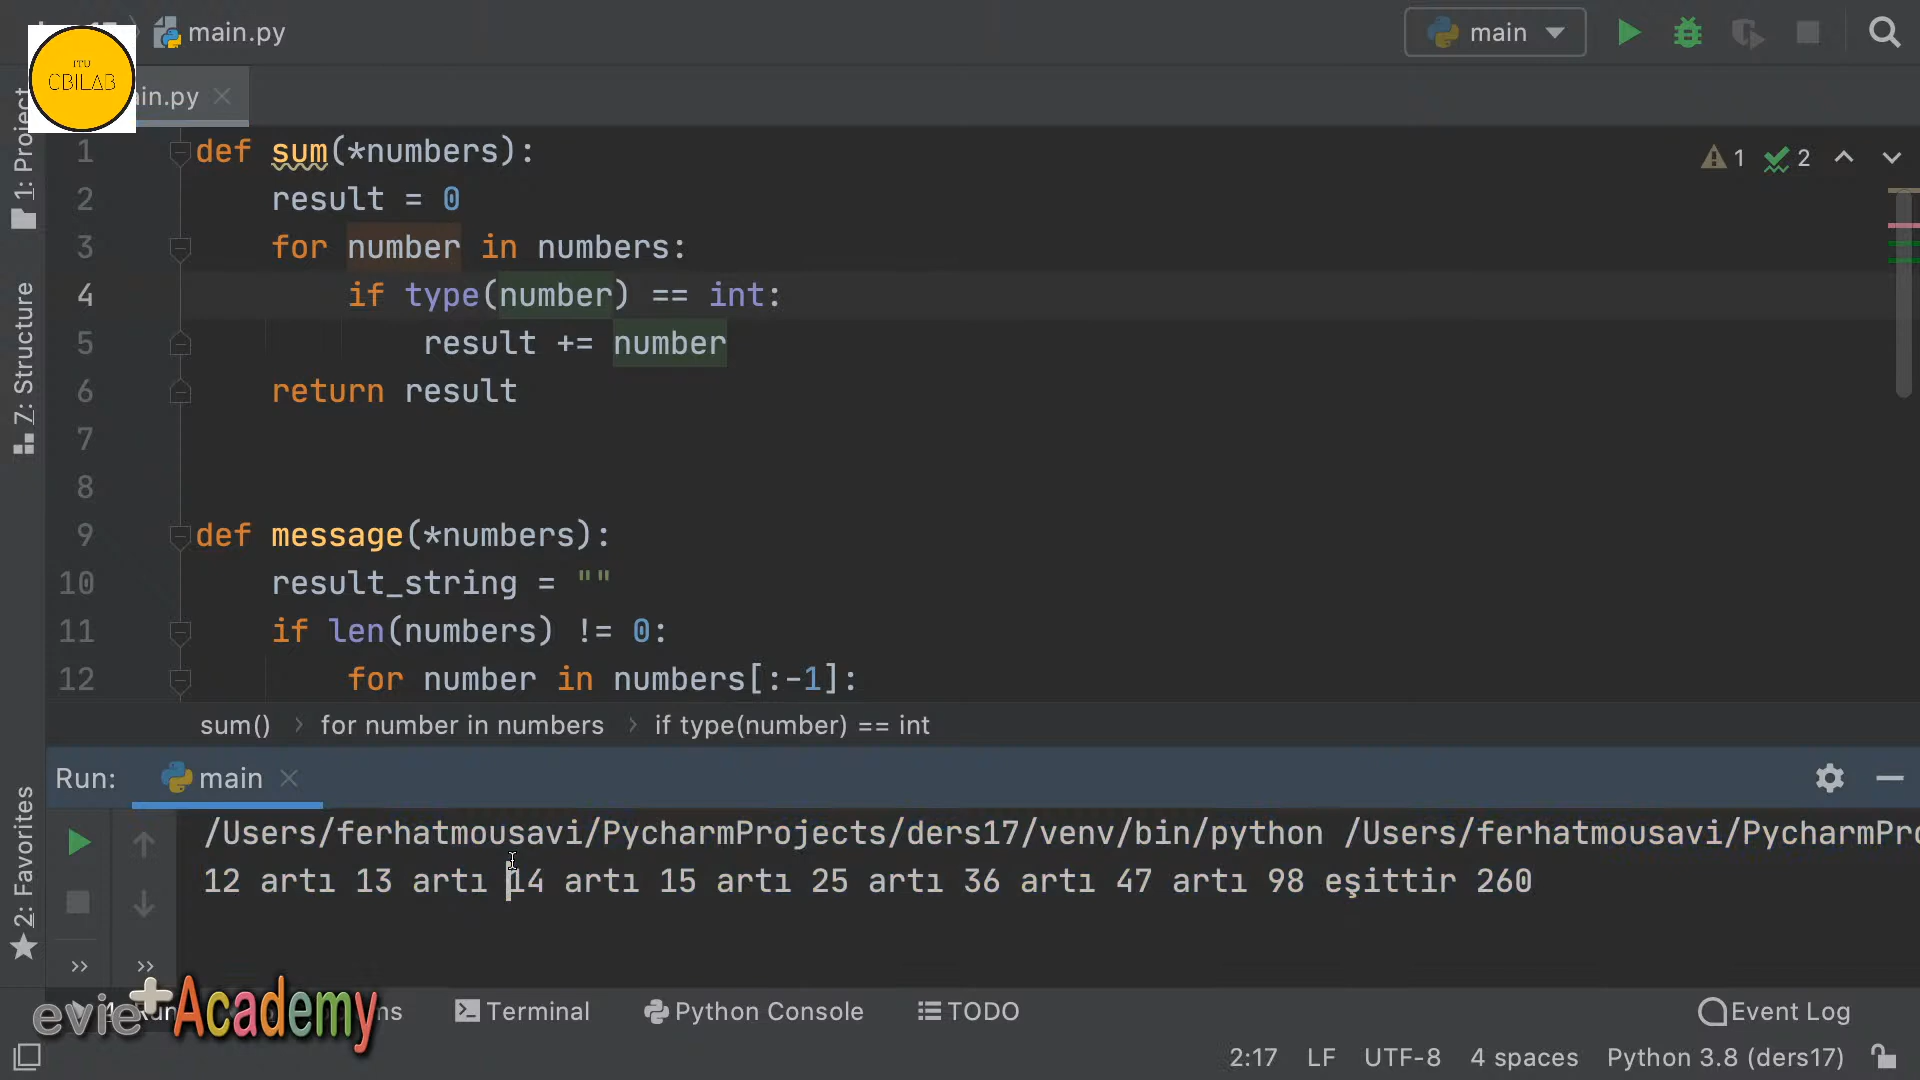 main.py
main
ITU
CBILAB
in.py
1: Project
1 def sum(*numbers):
1 2
2 result = 0
3 for number in numbers:
4 if type(number) == int:
5 result += number
6 return result
7
8
9 def message(*numbers):
10 result_string = ""
11 if len(numbers) != 0:
12 for number in numbers[:-1]:
Z: Structure
sum() > for number in numbers > if type(number) == int
Run: main
2: Favorites
/Users/ferhatmousavi/PycharmProjects/ders17/venv/bin/python /Users/ferhatmousavi/PycharmPro
12 artı 13 artı 14 artı 15 artı 25 artı 36 artı 47 artı 98 eşittir 260
>> >>
evie+Academy
Terminal Python Console TODO Event Log
2:17 LF UTF-8 4 spaces Python 3.8 (ders17)